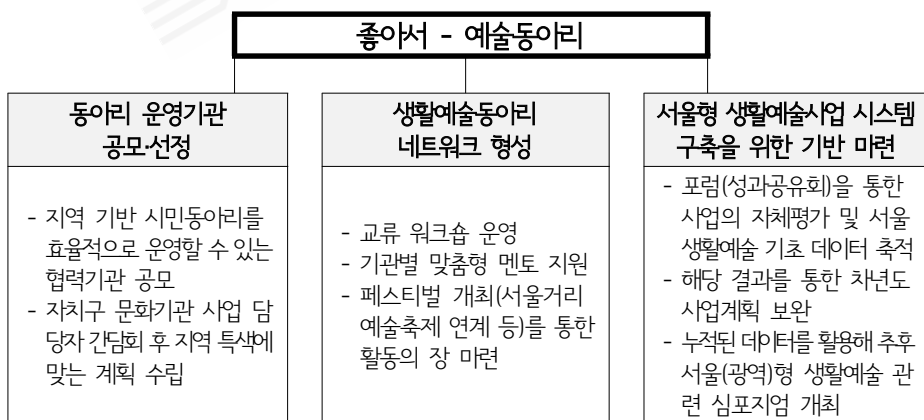 좋아서 - 예술동아리
동아리 운영기관
공모·선정
- 지역 기반 시민동아리를
효율적으로 운영할 수 있는
협력기관 공모
- 자치구 문화기관 사업 담
당자 간담회 후 지역 특색에
맞는 계획 수립
생활예술동아리
네트워크 형성
- 교류 워크숍 운영
- 기관별 맞춤형 멘토 지원
- 페스티벌 개최(서울거리
예술축제 연계 등)를 통한
활동의 장 마련
서울형 생활예술사업 시스템
구축을 위한 기반 마련
- 포럼(성과공유회)을 통한
사업의 자체평가 및 서울
생활예술 기초 데이터 축적
- 해당 결과를 통한 차년도
사업계획 보완
- 누적된 데이터를 활용해 추후
서울(광역)형 생활예술 관
련 심포지엄 개최